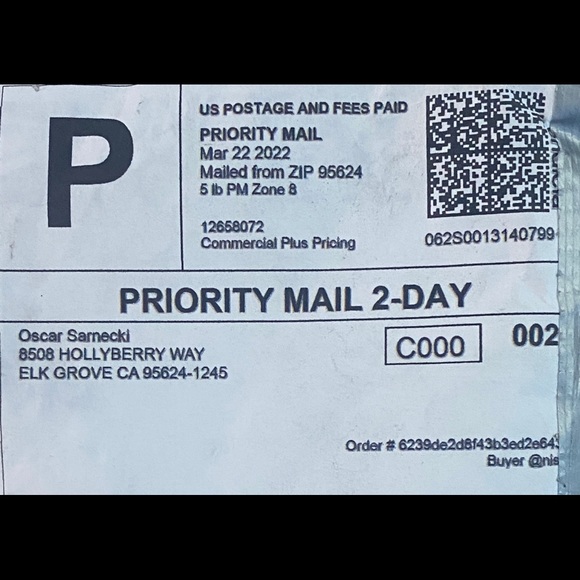 P
US POSTAGE AND FEES PAID
PRIORITY MAIL
Mar 22 2022
Mailed from ZIP 95624
5 lb PM Zone 8
12658072
Commercial Plus Pricing
062S0013140799
PRIORITY MAIL 2-DAY
Oscar Sarnecki
8508 HOLLYBERRY WAY
ELK GROVE CA 95624-1245
C000
002
Order # 6239de2d8f43b3ed2e64
Buyer @nis